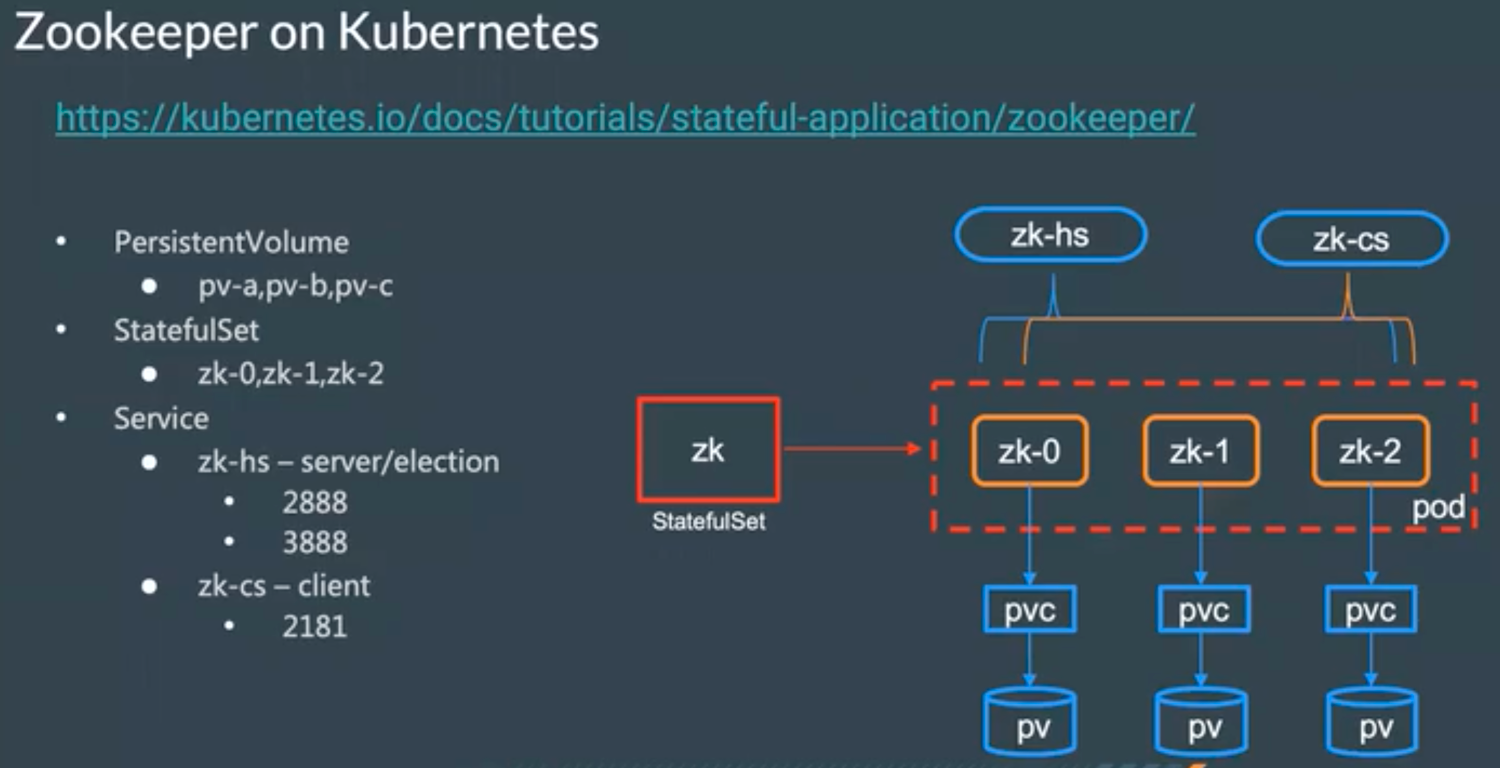 Zookeeper on Kubernetes
https://kubernetes.io/docs/tutorials/stateful-application/zookeeper/
• PersistentVolume
● pv-a,pv-b,pv-c
• StatefulSet
● zk-0,zk-1,zk-2
• Service
● zk-hs – server/election
• 2888
• 3888
● zk-cs – client
• 2181
zk-hs
zk-cs
zk
StatefulSet
zk-0
zk-1
zk-2
pod
pvc
pvc
pvc
pv
pv
pv